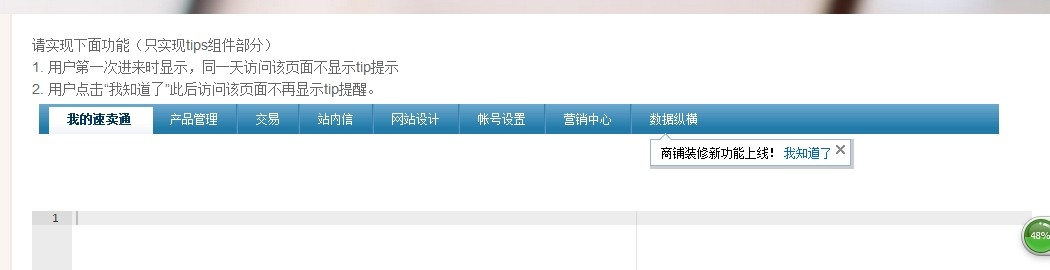 请实现下面功能（只实现tips组件部分）
1. 用户第一次进来时显示，同一天访问该页面不显示tip提示
2. 用户点击“我知道了”此后访问该页面不再显示tip提醒。
我的速卖通 产品管理 交易 站内信 网站设计 帐号设置 营销中心 数据纵横
商铺装修新功能上线！ 我知道了
1
48%